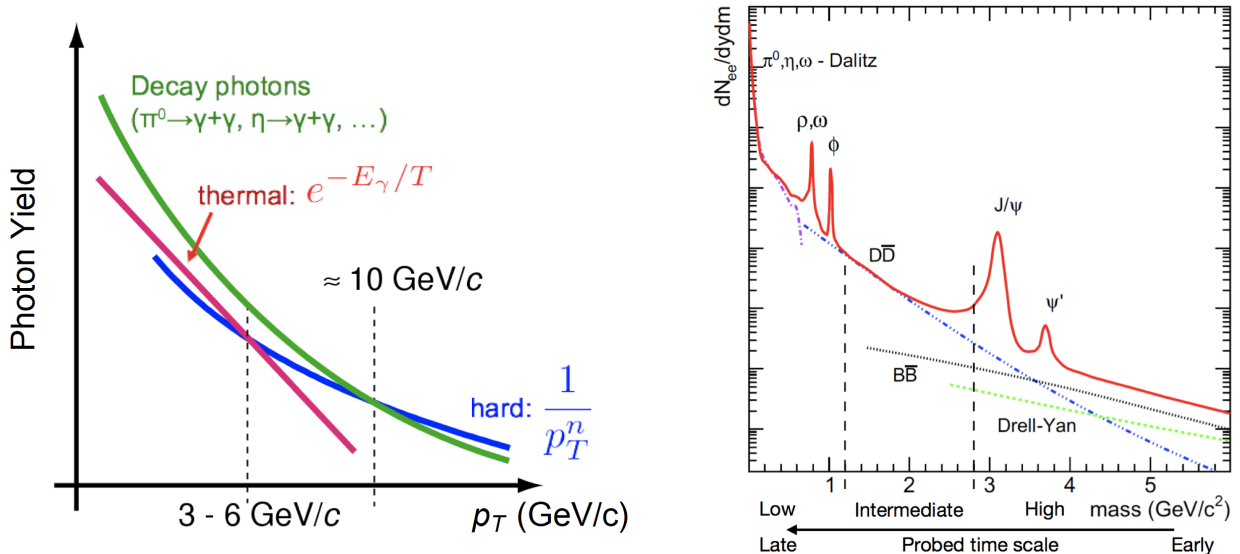 Photon Yield
Decay photons
(π⁰→γ+γ, η→γ+γ, …)
thermal: e^{-E_γ/T}
≈ 10 GeV/c
hard: 1/p_T^n
3 - 6 GeV/c
p_T (GeV/c)
dN_ee/dydm
π⁰,η,ω - Dalitz
ρ,ω
ϕ
J/ψ
DD̅
ψ'
BB̅
Drell-Yan
1 2 3 4 5 mass (GeV/c²)
Low Intermediate High
Late Probed time scale Early